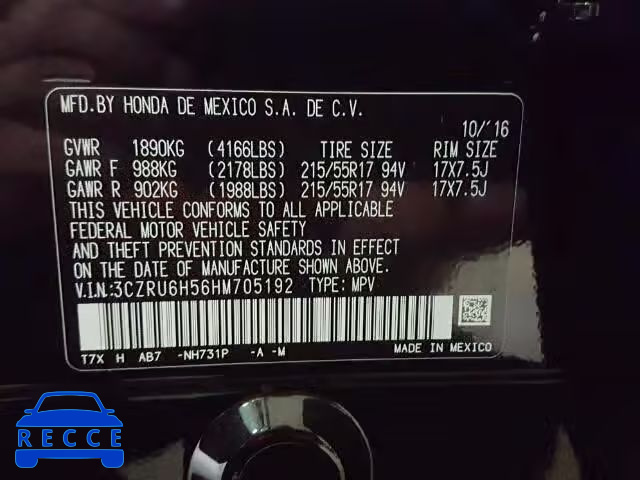 MFD.BY HONDA DE MEXICO S.A. DE C.V.
10/'16
GVWR 1890KG (4166LBS) TIRE SIZE RIM SIZE
GAWR F 988KG (2178LBS) 215/55R17 94V 17X7.5J
GAWR R 902KG (1988LBS) 215/55R17 94V 17X7.5J
THIS VEHICLE CONFORMS TO ALL APPLICABLE
FEDERAL MOTOR VEHICLE SAFETY
AND THEFT PREVENTION STANDARDS IN EFFECT
ON THE DATE OF MANUFACTURE SHOWN ABOVE.
V.I.N:3CZRU6H56HM705192 TYPE: MPV
T7X H AB7 -NH731P -A -M MADE IN MEXICO
RECCE